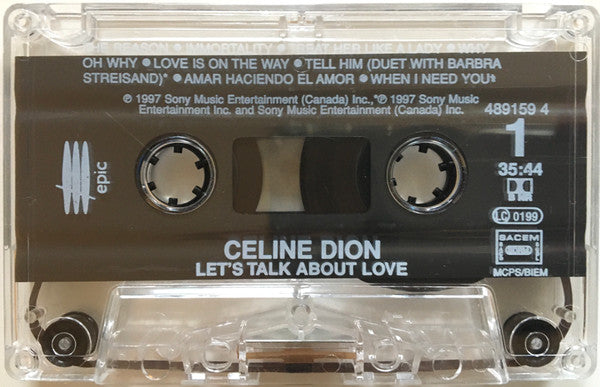 THE REASON ● IMMORTALITY ● TREAT HER LIKE A LADY ● WHY
OH WHY ● LOVE IS ON THE WAY ● TELL HIM (DUET WITH BARBRA
STREISAND)* ● AMAR HACIENDO EL AMOR ● WHEN I NEED YOU
℗ 1997 Sony Music Entertainment (Canada) Inc.,*℗ 1997 Sony Music
Entertainment Inc. and Sony Music Entertainment (Canada) Inc.
489159 4
1
35:44
epic
LC 0199
SACEM
MCPS/BIEM
CELINE DION
LET'S TALK ABOUT LOVE